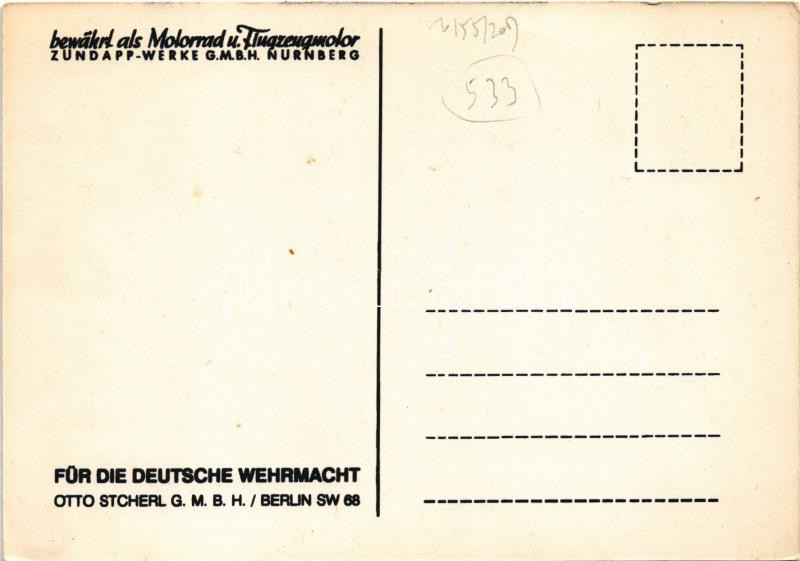 bewährt als Motorrad u. Flugzeugmotor
ZÜNDAPP-WERKE G.M.B.H. NÜRNBERG
533
FÜR DIE DEUTSCHE WEHRMACHT
OTTO STCHERL G. M. B. H. / BERLIN SW 68